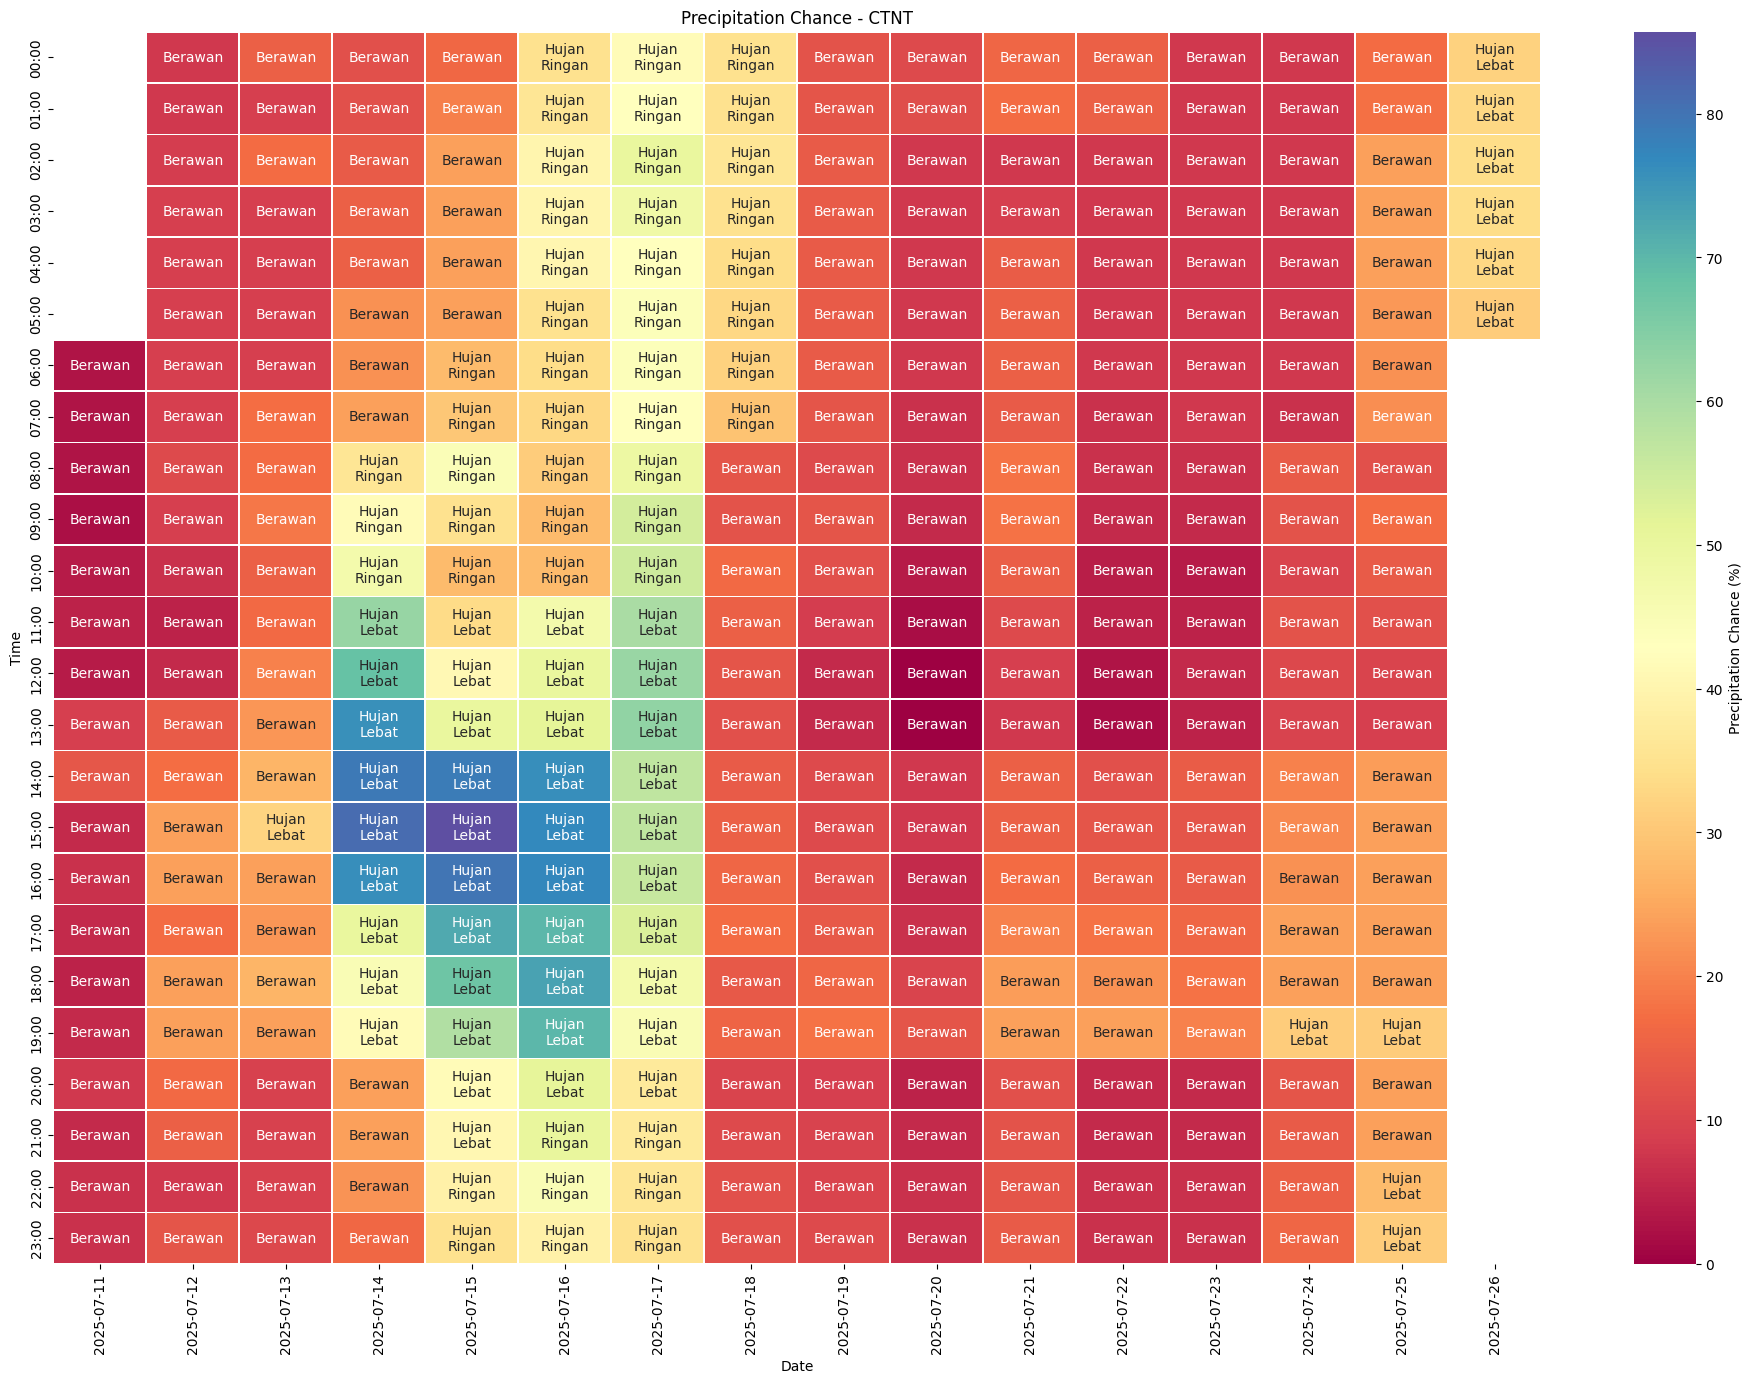 Precipitation Chance - CTNT
00:00 Berawan Berawan Berawan Berawan Hujan Ringan Hujan Ringan Hujan Ringan Berawan Berawan Berawan Berawan Berawan Berawan Berawan Hujan Lebat
01:00 Berawan Berawan Berawan Berawan Hujan Ringan Hujan Ringan Hujan Ringan Berawan Berawan Berawan Berawan Berawan Berawan Berawan Hujan Lebat
02:00 Berawan Berawan Berawan Berawan Hujan Ringan Hujan Ringan Hujan Ringan Berawan Berawan Berawan Berawan Berawan Berawan Berawan Hujan Lebat
03:00 Berawan Berawan Berawan Berawan Hujan Ringan Hujan Ringan Hujan Ringan Berawan Berawan Berawan Berawan Berawan Berawan Berawan Hujan Lebat
04:00 Berawan Berawan Berawan Berawan Hujan Ringan Hujan Ringan Hujan Ringan Berawan Berawan Berawan Berawan Berawan Berawan Berawan Hujan Lebat
05:00 Berawan Berawan Berawan Berawan Hujan Ringan Hujan Ringan Hujan Ringan Berawan Berawan Berawan Berawan Berawan Berawan Berawan Hujan Lebat
06:00 Berawan Berawan Berawan Berawan Hujan Ringan Hujan Ringan Hujan Ringan Hujan Ringan Berawan Berawan Berawan Berawan Berawan Berawan Berawan
07:00 Berawan Berawan Berawan Berawan Hujan Ringan Hujan Ringan Hujan Ringan Hujan Ringan Berawan Berawan Berawan Berawan Berawan Berawan Berawan
08:00 Berawan Berawan Berawan Hujan Ringan Hujan Ringan Hujan Ringan Hujan Ringan Berawan Berawan Berawan Berawan Berawan Berawan Berawan Berawan
09:00 Berawan Berawan Berawan Hujan Ringan Hujan Ringan Hujan Ringan Hujan Ringan Berawan Berawan Berawan Berawan Berawan Berawan Berawan Berawan
10:00 Berawan Berawan Berawan Hujan Ringan Hujan Ringan Hujan Ringan Hujan Ringan Berawan Berawan Berawan Berawan Berawan Berawan Berawan Berawan
11:00 Berawan Berawan Berawan Hujan Lebat Hujan Lebat Hujan Lebat Hujan Lebat Berawan Berawan Berawan Berawan Berawan Berawan Berawan Berawan
12:00 Berawan Berawan Berawan Hujan Lebat Hujan Lebat Hujan Lebat Hujan Lebat Berawan Berawan Berawan Berawan Berawan Berawan Berawan Berawan
13:00 Berawan Berawan Berawan Hujan Lebat Hujan Lebat Hujan Lebat Hujan Lebat Berawan Berawan Berawan Berawan Berawan Berawan Berawan Berawan
14:00 Berawan Berawan Berawan Hujan Lebat Hujan Lebat Hujan Lebat Hujan Lebat Berawan Berawan Berawan Berawan Berawan Berawan Berawan Berawan
15:00 Berawan Berawan Hujan Lebat Hujan Lebat Hujan Lebat Hujan Lebat Hujan Lebat Berawan Berawan Berawan Berawan Berawan Berawan Berawan Berawan
16:00 Berawan Berawan Berawan Hujan Lebat Hujan Lebat Hujan Lebat Hujan Lebat Berawan Berawan Berawan Berawan Berawan Berawan Berawan Berawan
17:00 Berawan Berawan Berawan Hujan Lebat Hujan Lebat Hujan Lebat Hujan Lebat Berawan Berawan Berawan Berawan Berawan Berawan Berawan Berawan
18:00 Berawan Berawan Berawan Hujan Lebat Hujan Lebat Hujan Lebat Hujan Lebat Berawan Berawan Berawan Berawan Berawan Berawan Berawan Berawan
19:00 Berawan Berawan Berawan Hujan Lebat Hujan Lebat Hujan Lebat Hujan Lebat Berawan Berawan Berawan Berawan Berawan Berawan Hujan Lebat Hujan Lebat
20:00 Berawan Berawan Berawan Berawan Hujan Lebat Hujan Lebat Hujan Lebat Berawan Berawan Berawan Berawan Berawan Berawan Berawan Berawan
21:00 Berawan Berawan Berawan Berawan Hujan Lebat Hujan Ringan Hujan Ringan Berawan Berawan Berawan Berawan Berawan Berawan Berawan Berawan
22:00 Berawan Berawan Berawan Berawan Hujan Ringan Hujan Ringan Hujan Ringan Berawan Berawan Berawan Berawan Berawan Berawan Berawan Hujan Lebat
23:00 Berawan Berawan Berawan Berawan Hujan Ringan Hujan Ringan Hujan Ringan Berawan Berawan Berawan Berawan Berawan Berawan Berawan Hujan Lebat
Time
2025-07-11 2025-07-12 2025-07-13 2025-07-14 2025-07-15 2025-07-16 2025-07-17 2025-07-18 2025-07-19 2025-07-20 2025-07-21 2025-07-22 2025-07-23 2025-07-24 2025-07-25 2025-07-26
Date
80
70
60
50
40
30
20
10
0
Precipitation Chance (%)